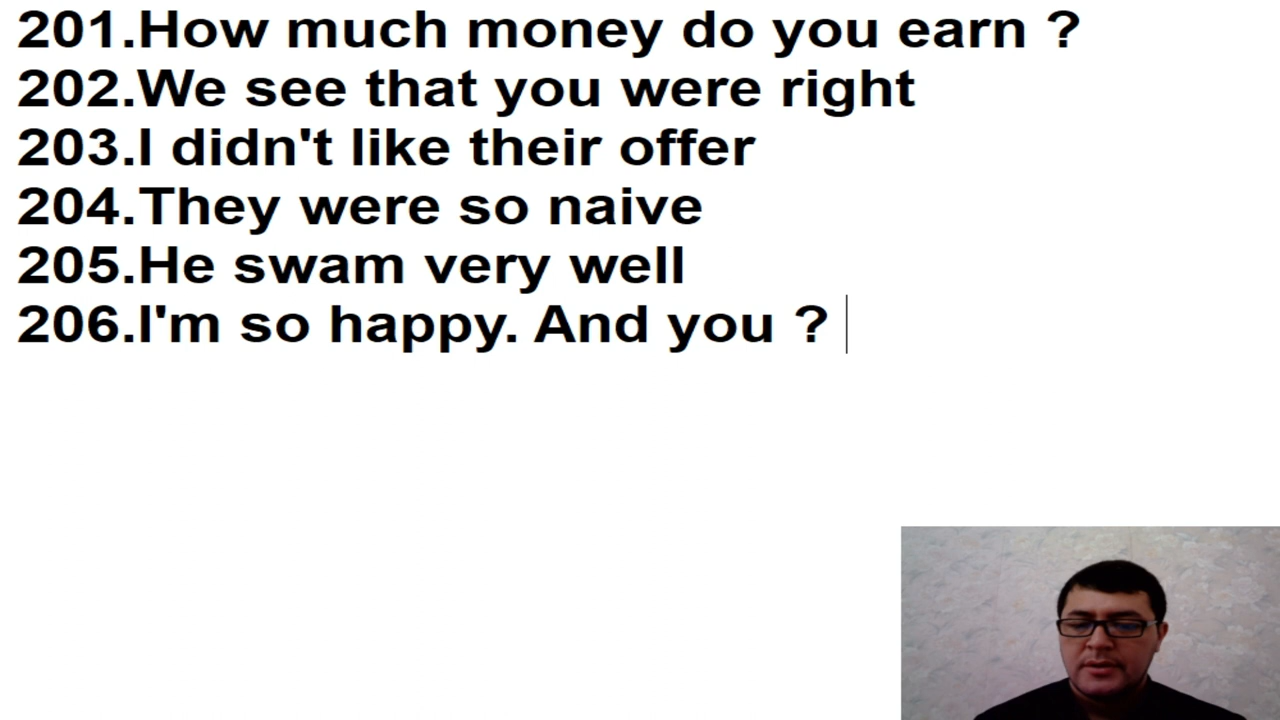 201.How much money do you earn ?
202.We see that you were right
203.I didn't like their offer
204.They were so naive
205.He swam very well
206.I'm so happy. And you ?